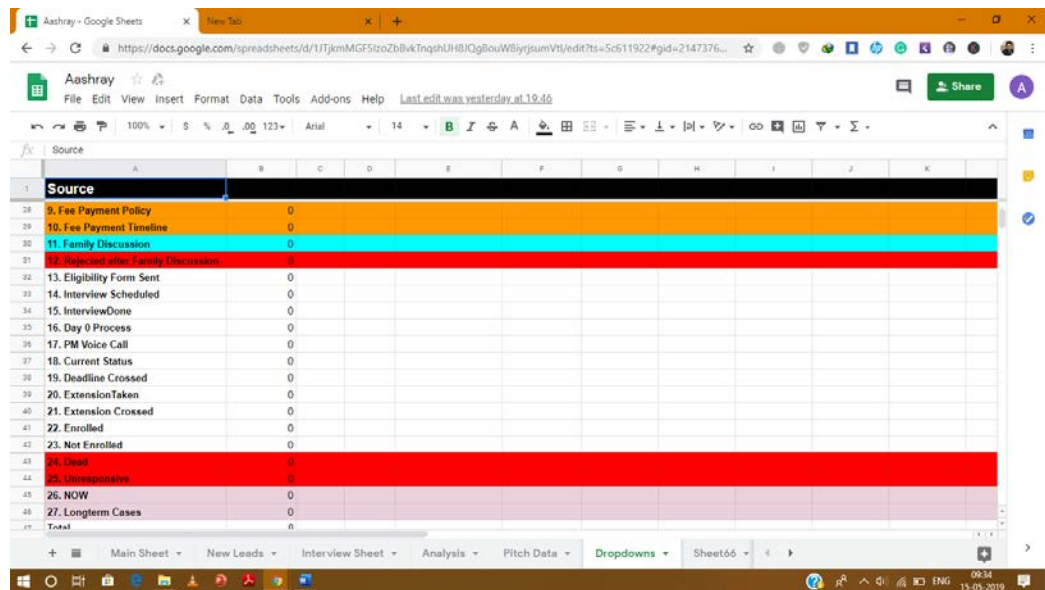 Aashray - Google Sheets × New Tab × +
https://docs.google.com/spreadsheets/d/
Aashray
Share
A
File Edit View Insert Format Data Tools Add-ons Help Last edit was yesterday at 19:46
100% $ % .0 .00 123 Arial 14 B I S A
fx Source
A B C D E F G H I J K
1 Source
28 9. Fee Payment Policy 0
29 10. Fee Payment Timeline 0
30 11. Family Discussion 0
31 12. Rejected after Family Discussion 0
32 13. Eligibility Form Sent 0
33 14. Interview Scheduled 0
34 15. InterviewDone 0
35 16. Day 0 Process 0
36 17. PM Voice Call 0
37 18. Current Status 0
38 19. Deadline Crossed 0
39 20. ExtensionTaken 0
40 21. Extension Crossed 0
41 22. Enrolled 0
42 23. Not Enrolled 0
43 24. Dead 0
44 25. Unresponsive 0
45 26. NOW 0
46 27. Longterm Cases 0
47 Total 0
+ Main Sheet New Leads Interview Sheet Analysis Pitch Data Dropdowns Sheet66
ENG
09:34
15-05-2019